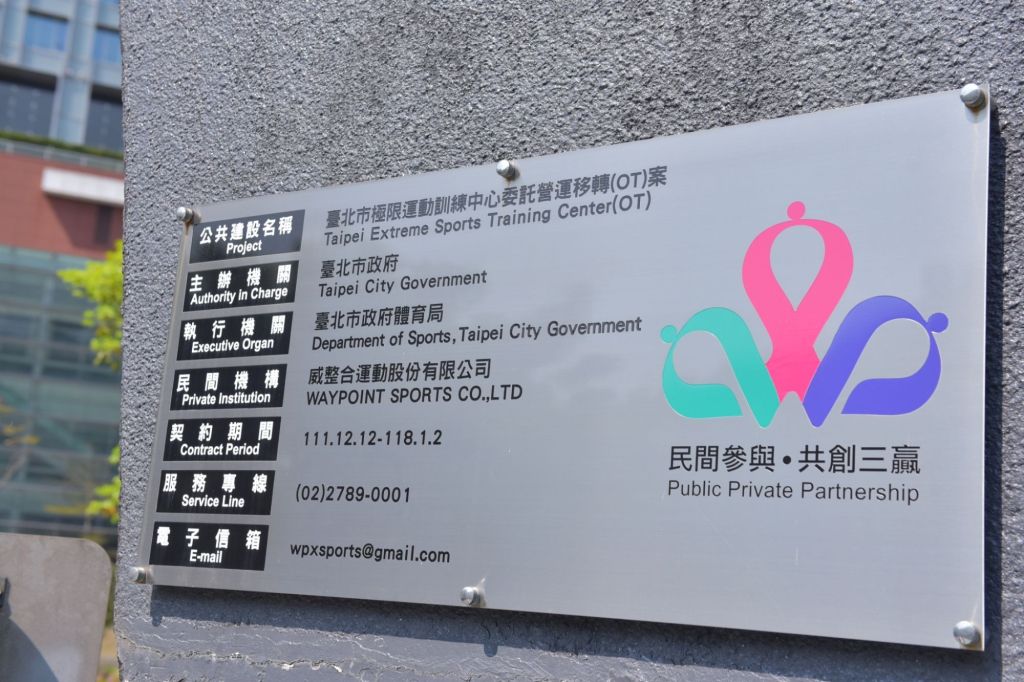 公共建設名稱
Project
臺北市極限運動訓練中心委託營運移轉(OT)案
Taipei Extreme Sports Training Center(OT)
主辦機關
Authority in Charge
臺北市政府
Taipei City Government
執行機關
Executive Organ
臺北市政府體育局
Department of Sports, Taipei City Government
民間機構
Private Institution
威整合運動股份有限公司
WAYPOINT SPORTS CO.,LTD
契約期間
Contract Period
111.12.12-118.1.2
服務專線
Service Line
(02)2789-0001
電子信箱
E-mail
wpxsports@gmail.com
民間參與•共創三贏
Public Private Partnership